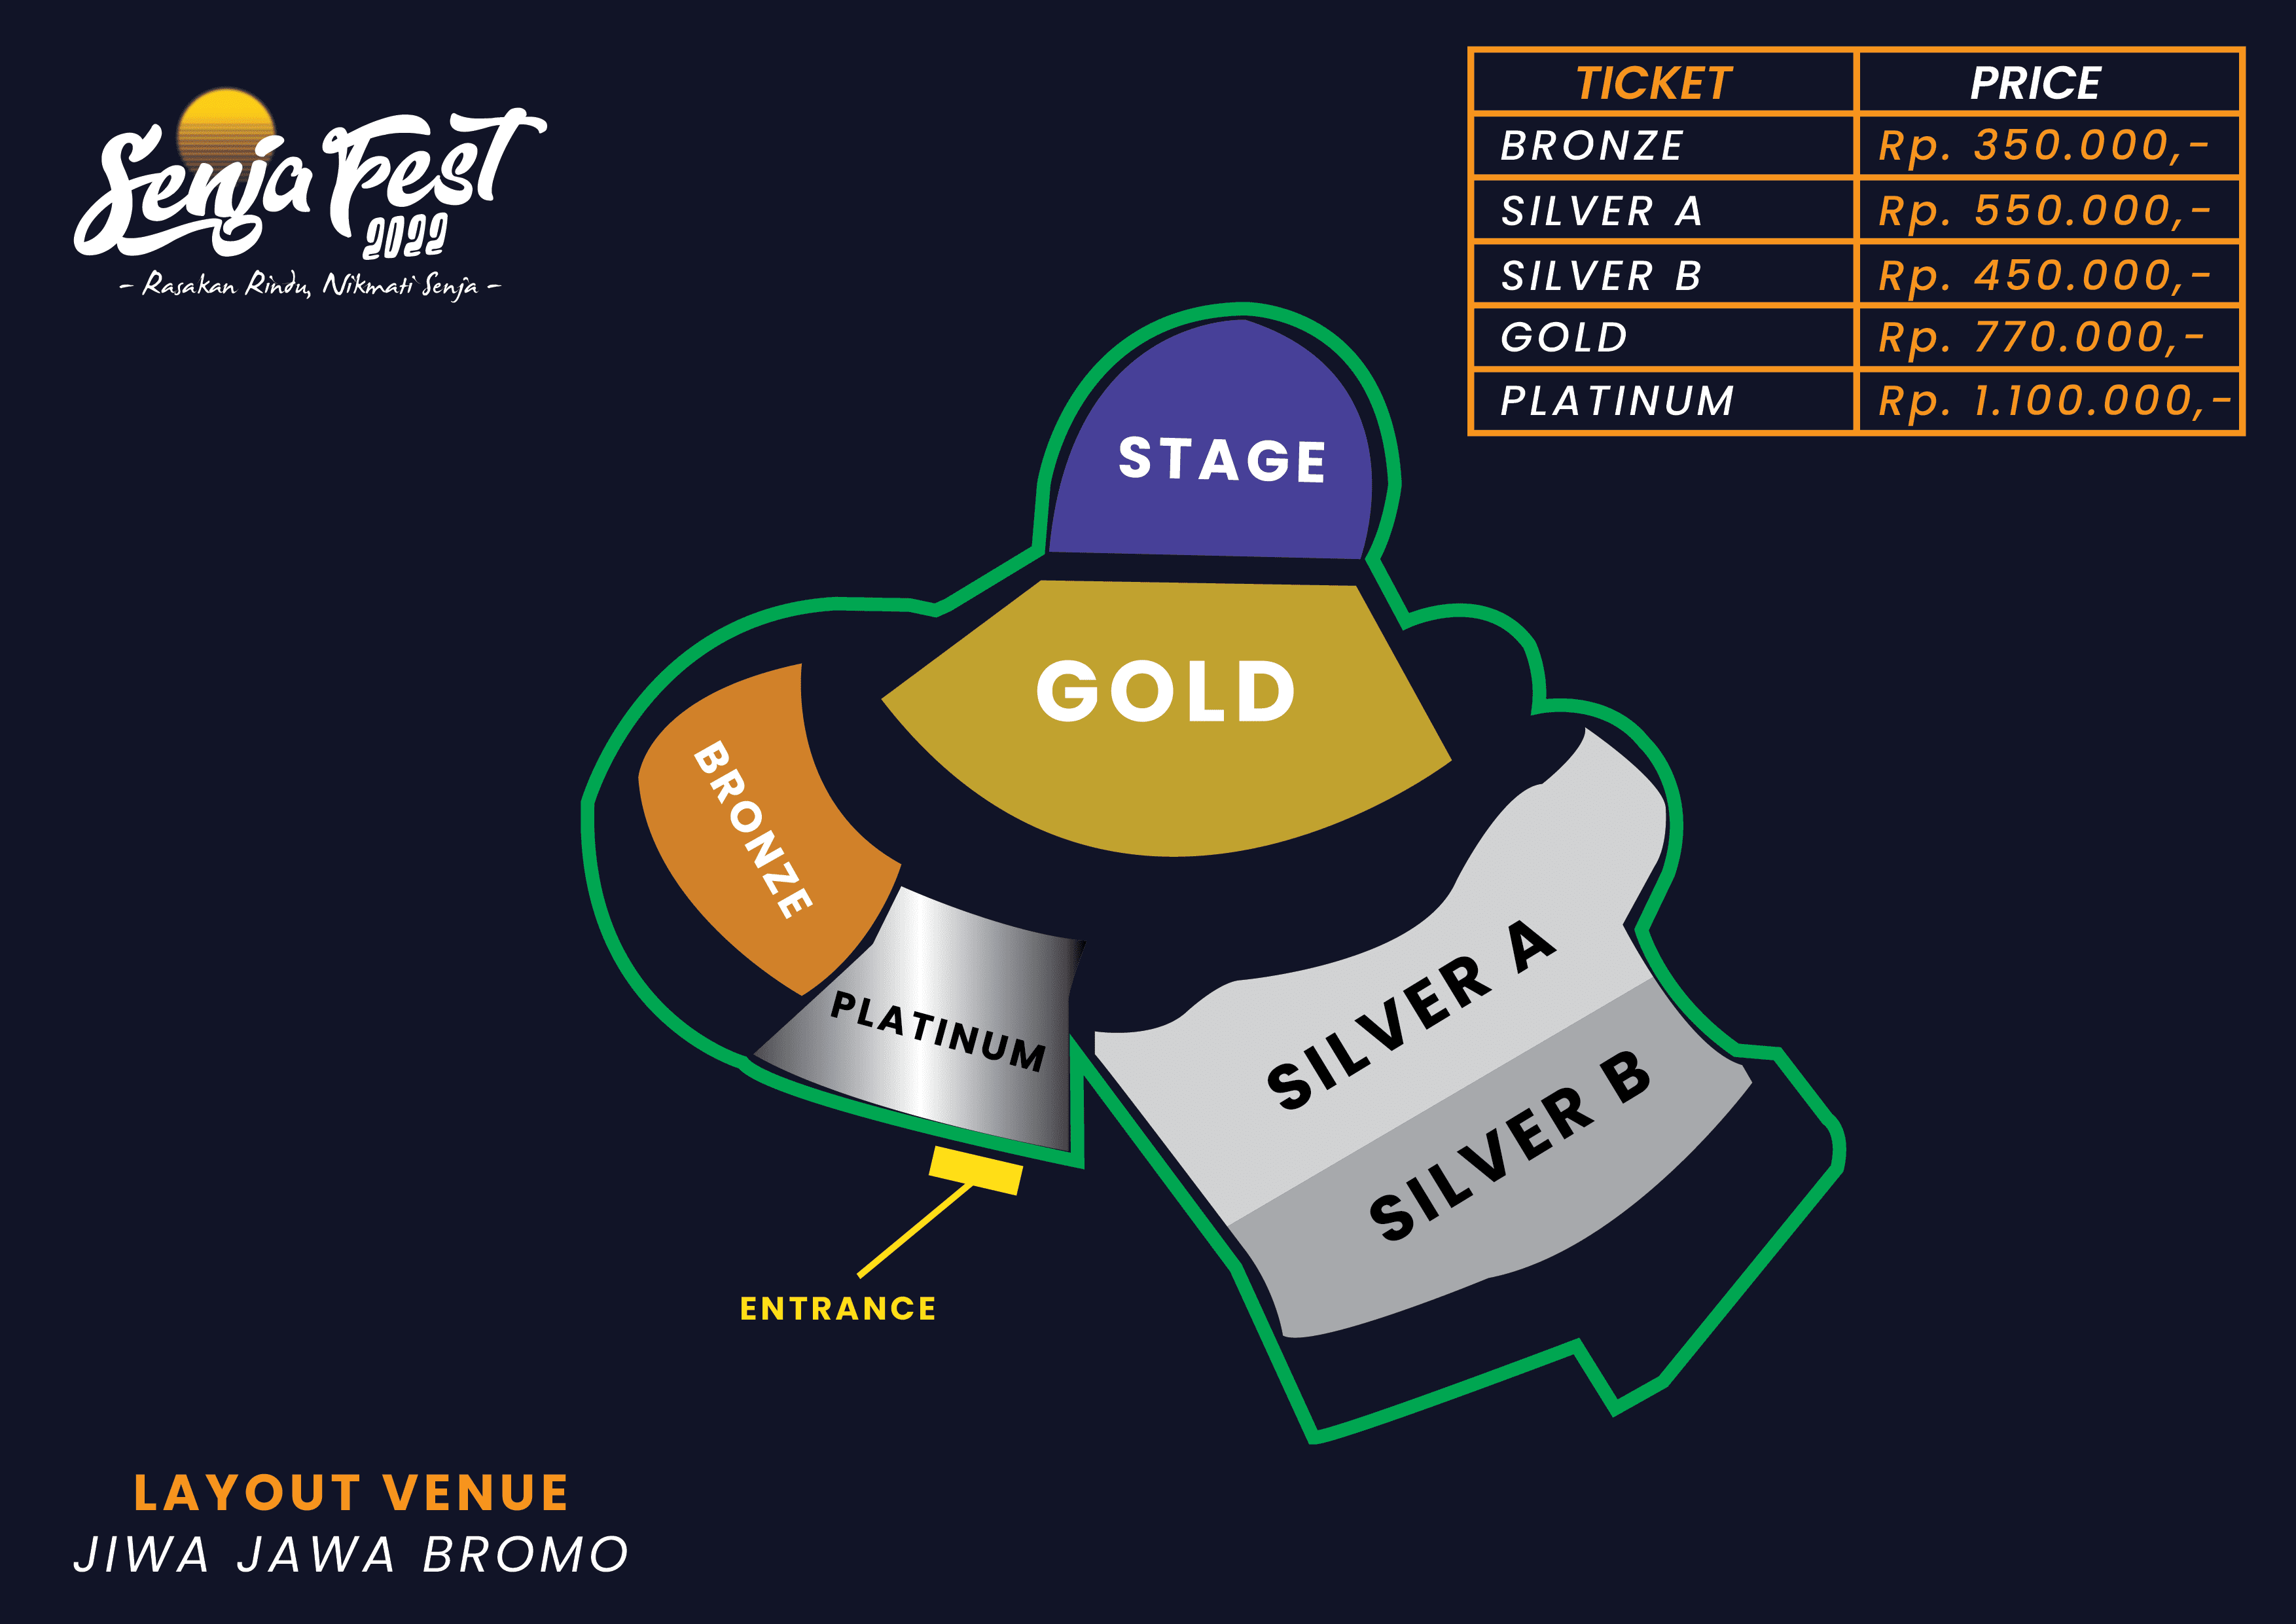 Senja Fest
2022
- Rasakan Rindu, Nikmati Senja -
TICKET PRICE
BRONZE Rp. 350.000,-
SILVER A Rp. 550.000,-
SILVER B Rp. 450.000,-
GOLD Rp. 770.000,-
PLATINUM Rp. 1.100.000,-
STAGE
GOLD
BRONZE
PLATINUM
SILVER A
SILVER B
ENTRANCE
LAYOUT VENUE
JIWA JAWA BROMO